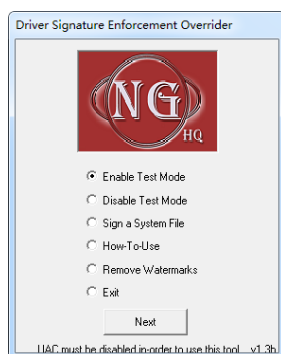 Driver Signature Enforcement Overrider
NG
HQ
Enable Test Mode
Disable Test Mode
Sign a System File
How-To-Use
Remove Watermarks
Exit
Next
UAC must be disabled in-order to use this tool v1.3b